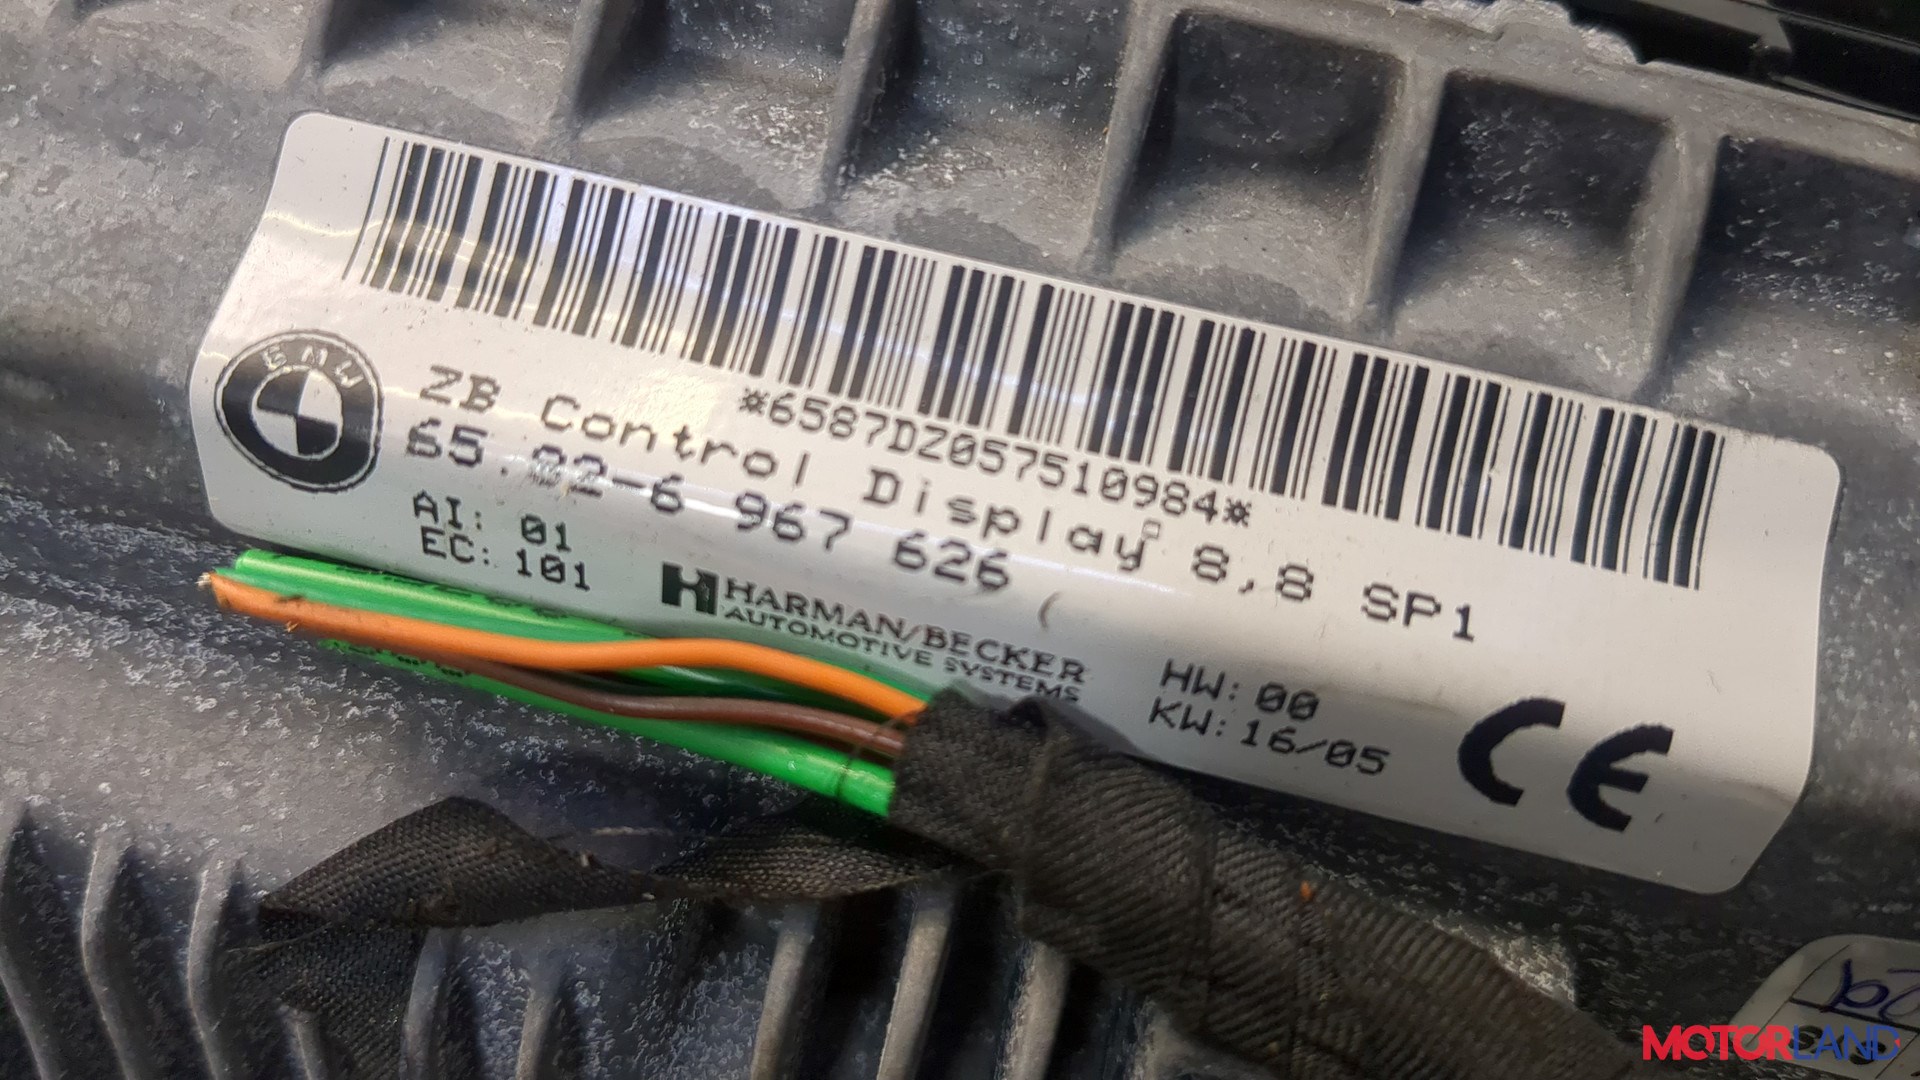 *6587DZ057510984*
BMW
ZB Control Display 8,8 SP1
65.82-6 967 626
AI: 01
EC: 101
HARMAN/BECKER
AUTOMOTIVE SYSTEMS
HW: 00
KW: 16/05
CE
MOTORLAND